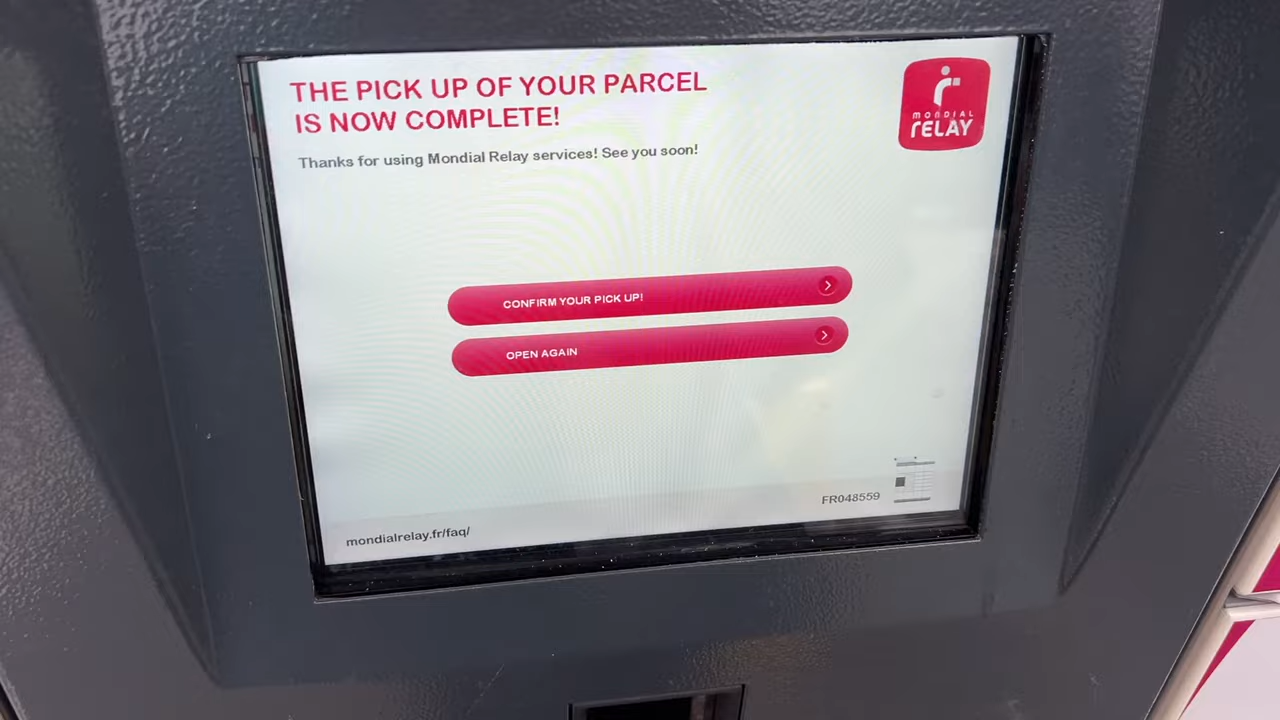 THE PICK UP OF YOUR PARCEL
IS NOW COMPLETE!
Thanks for using Mondial Relay services! See you soon!
MONDIAL
RELAY
CONFIRM YOUR PICK UP!
OPEN AGAIN
FR048559
mondialrelay.fr/faq/